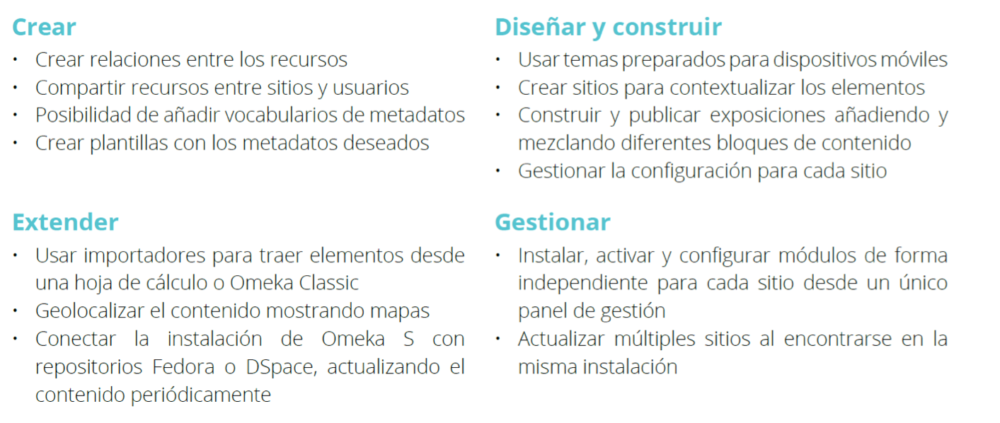 Crear
• Crear relaciones entre los recursos
• Compartir recursos entre sitios y usuarios
• Posibilidad de añadir vocabularios de metadatos
• Crear plantillas con los metadatos deseados
Diseñar y construir
• Usar temas preparados para dispositivos móviles
• Crear sitios para contextualizar los elementos
• Construir y publicar exposiciones añadiendo y
mezclando diferentes bloques de contenido
• Gestionar la configuración para cada sitio
Extender
• Usar importadores para traer elementos desde
una hoja de cálculo o Omeka Classic
• Geolocalizar el contenido mostrando mapas
• Conectar la instalación de Omeka S con
repositorios Fedora o DSpace, actualizando el
contenido periódicamente
Gestionar
• Instalar, activar y configurar módulos de forma
independiente para cada sitio desde un único
panel de gestión
• Actualizar múltiples sitios al encontrarse en la
misma instalación